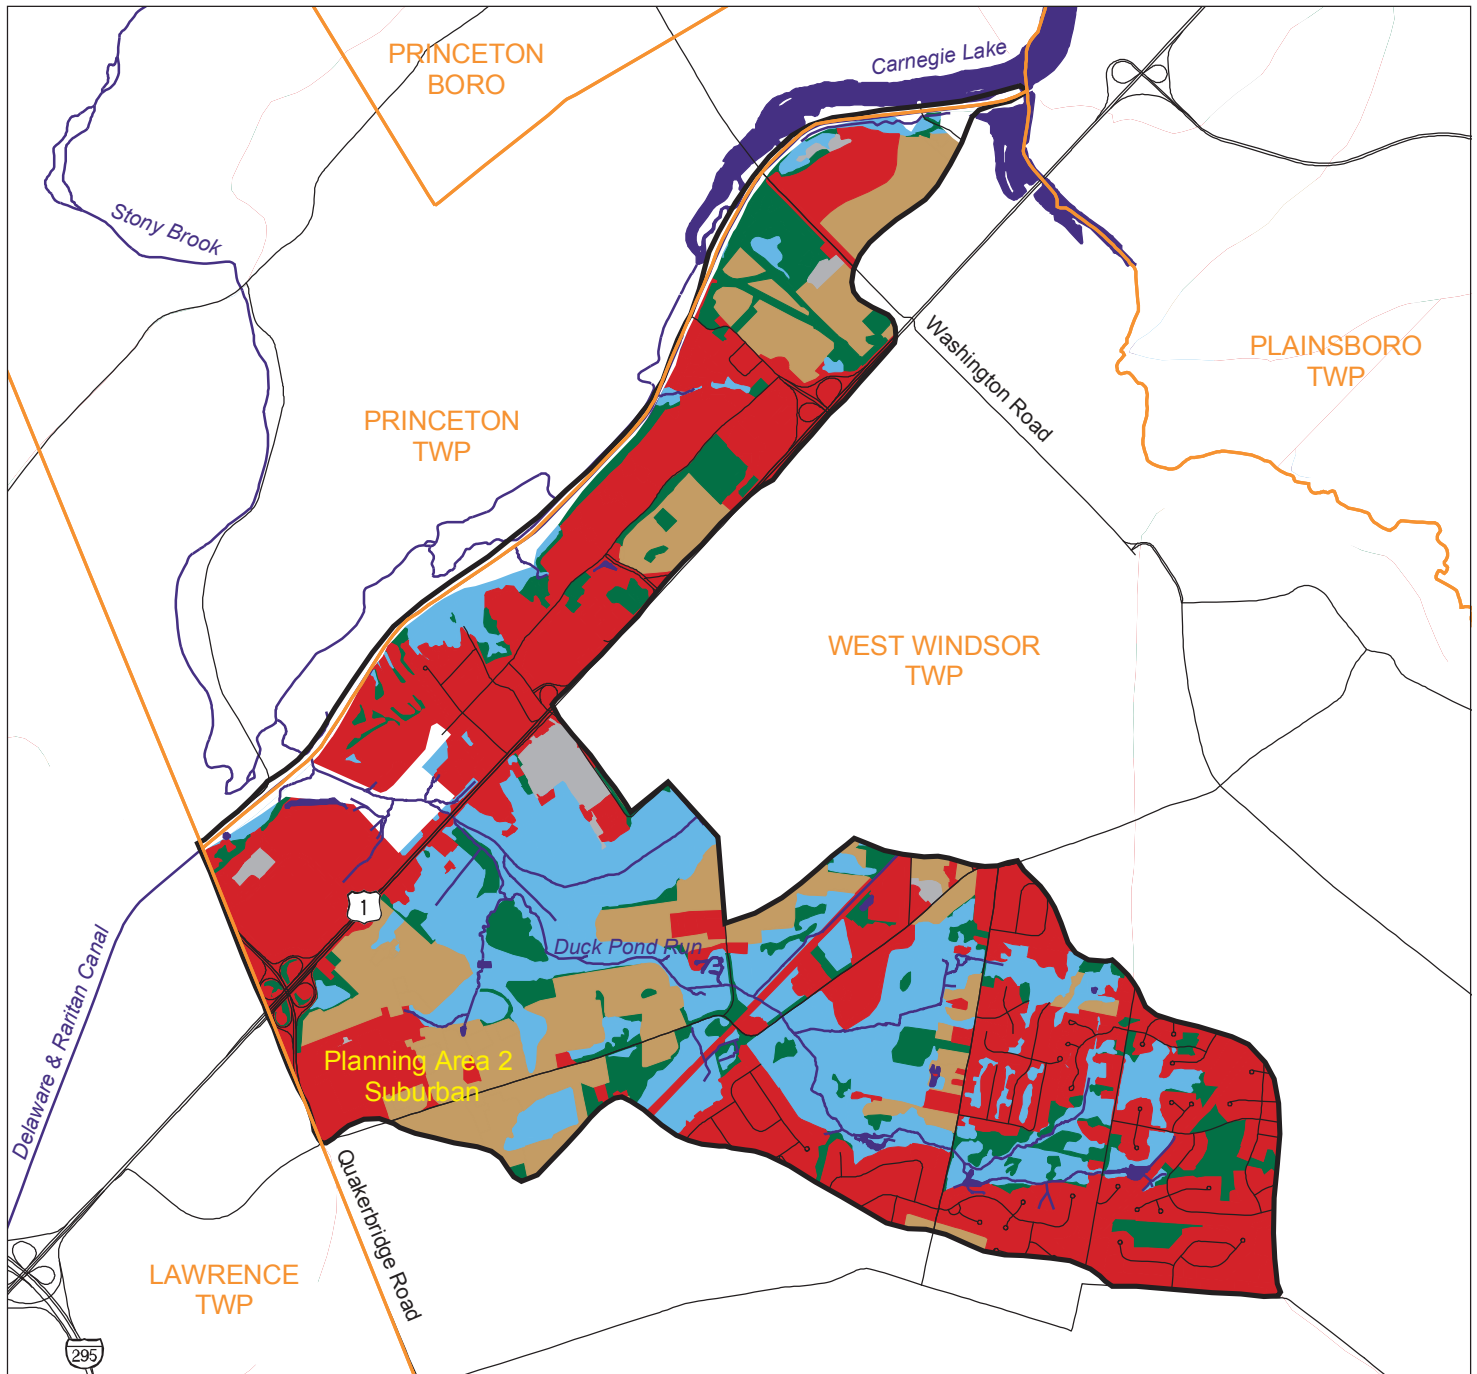 PRINCETON
BORO
Carnegie Lake
Stony Brook
Washington Road
PLAINSBORO
TWP
PRINCETON
TWP
WEST WINDSOR
TWP
1
Duck Pond Run
Delaware & Raritan Canal
Planning Area 2
Suburban
Quakerbridge Road
LAWRENCE
TWP
295